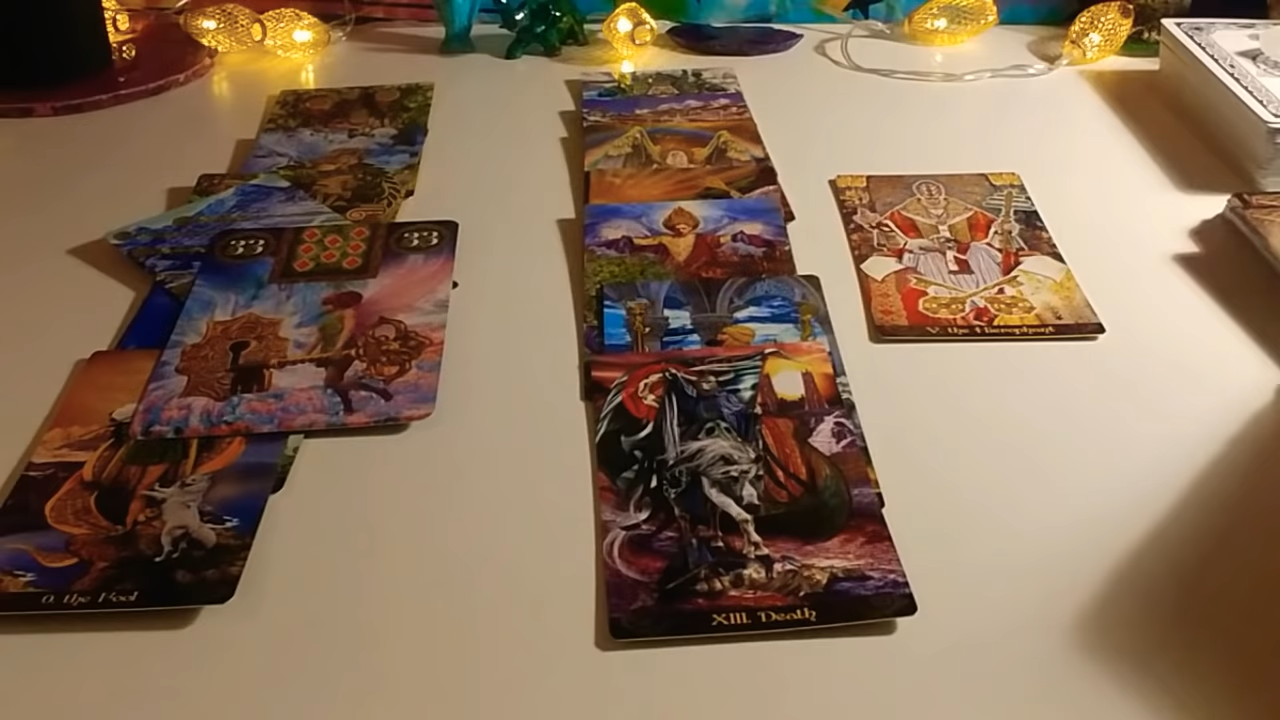 33 33
V. the Hierophant
0. the Fool
XIII. Death